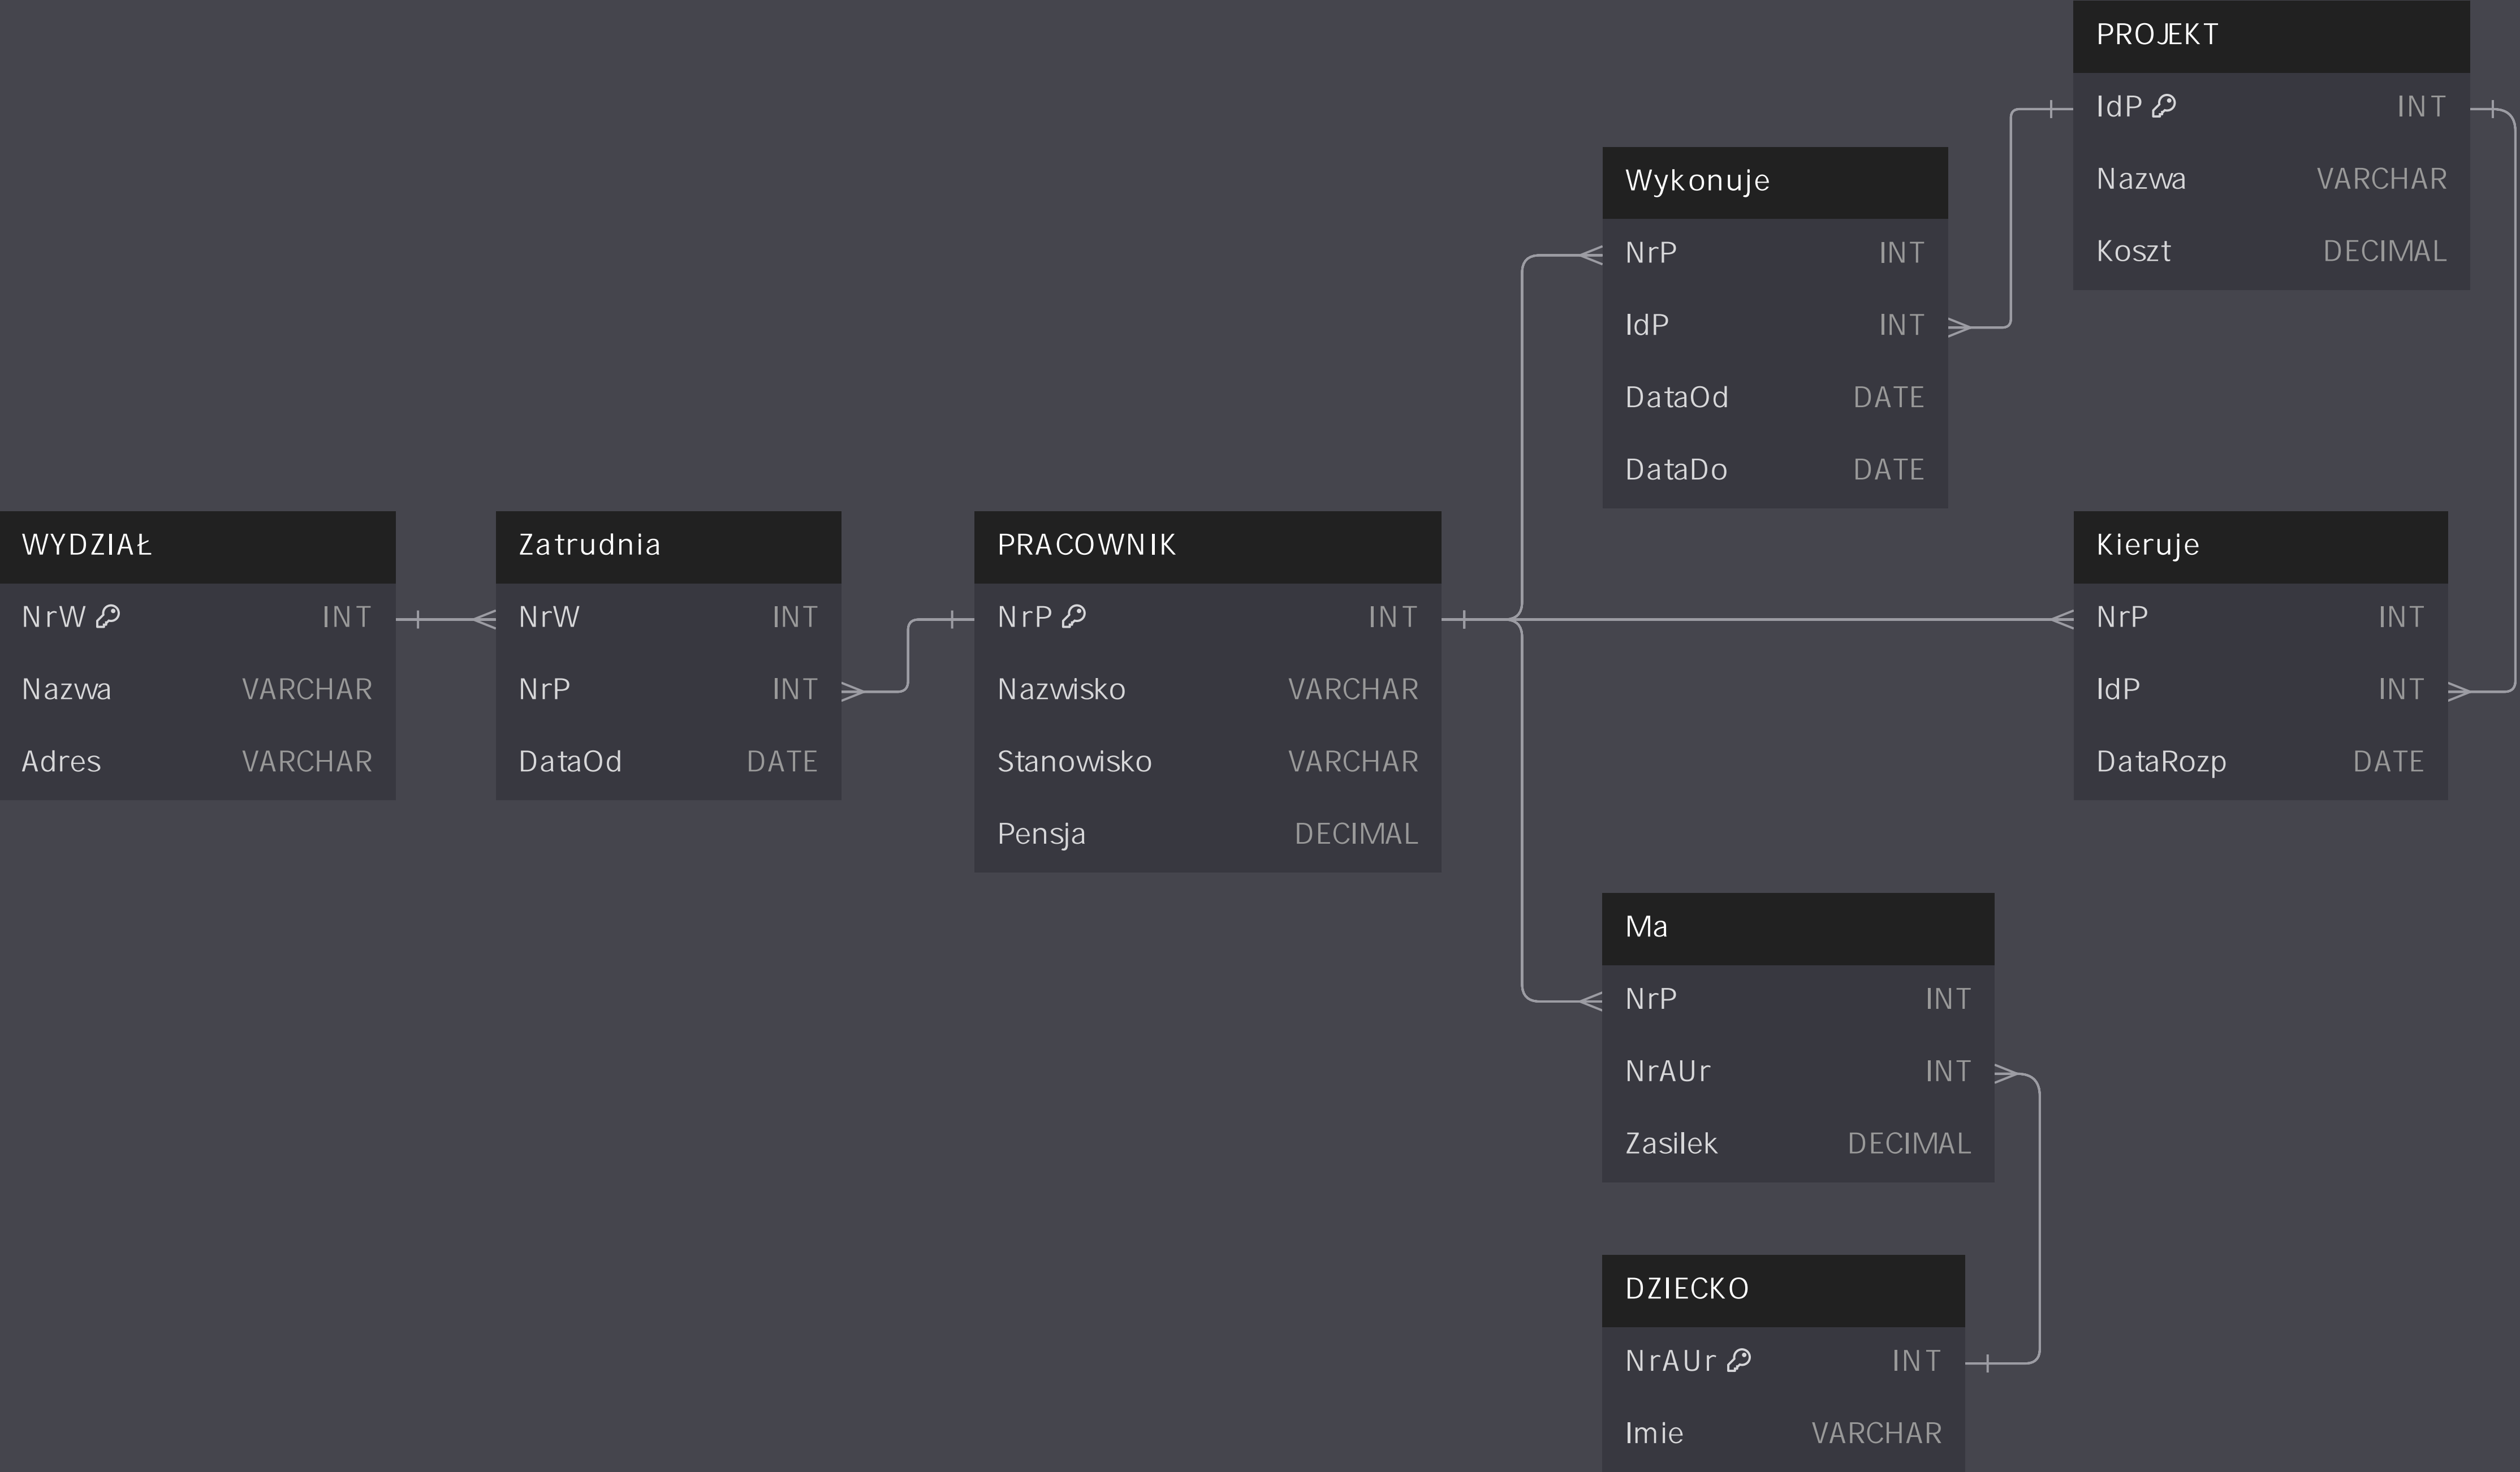 PROJEKT
IdP INT
Nazwa VARCHAR
Koszt DECIMAL
Wykonuje
NrP INT
IdP INT
DataOd DATE
DataDo DATE
WYDZIAŁ
NrW INT
Nazwa VARCHAR
Adres VARCHAR
Zatrudnia
NrW INT
NrP INT
DataOd DATE
PRACOWNIK
NrP INT
Nazwisko VARCHAR
Stanowisko VARCHAR
Pensja DECIMAL
Kieruje
NrP INT
IdP INT
DataRozp DATE
Ma
NrP INT
NrAUr INT
Zasilek DECIMAL
DZIECKO
NrAUr INT
Imie VARCHAR